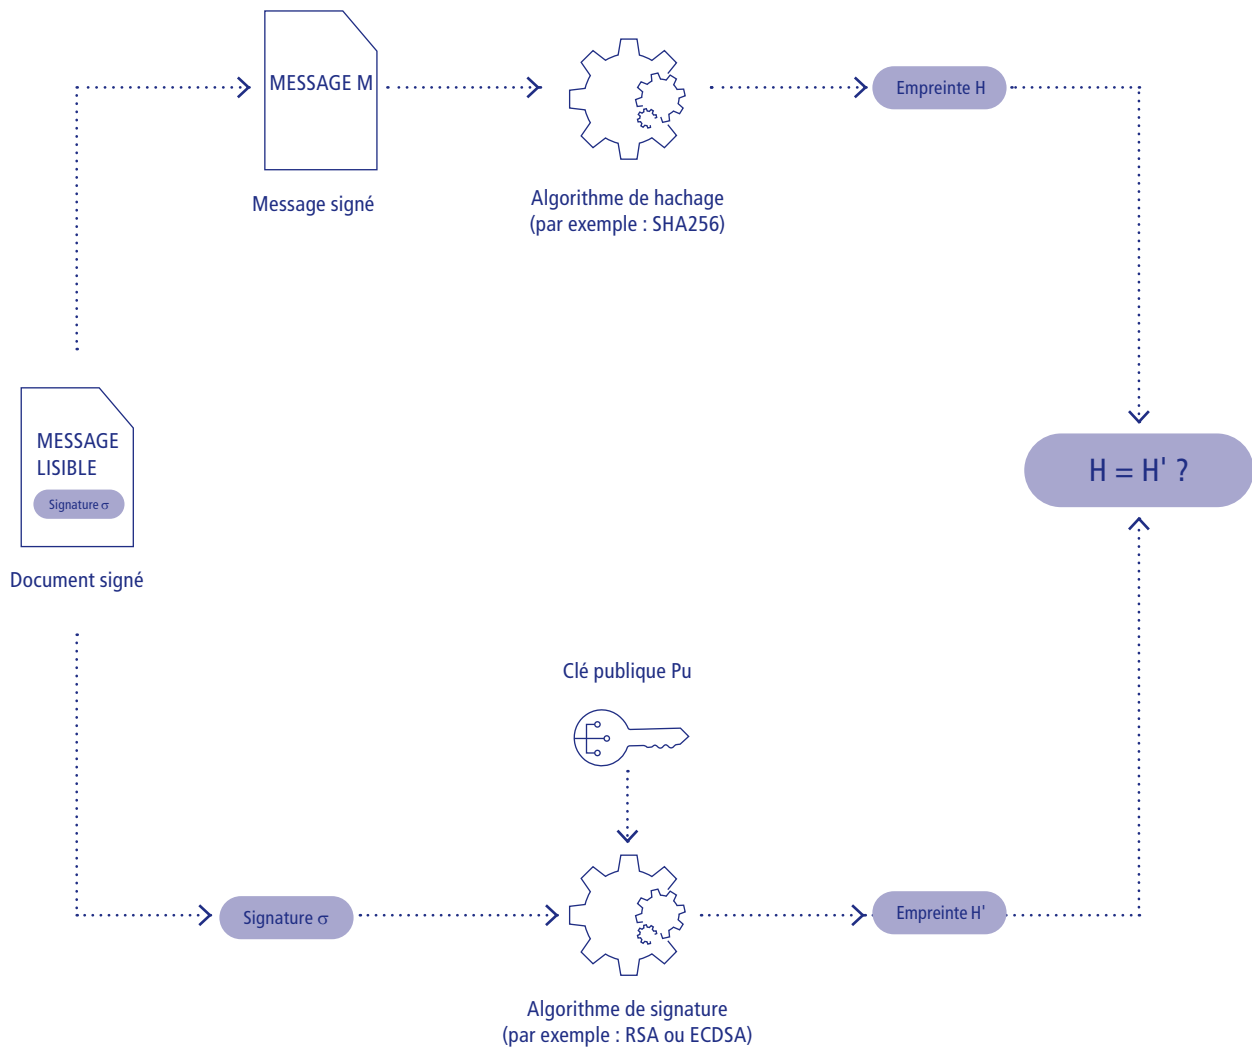 MESSAGE M
Empreinte H
Message signé
Algorithme de hachage
(par exemple : SHA256)
MESSAGE
LISIBLE
Signature σ
H = H' ?
Document signé
Clé publique Pu
Signature σ
Empreinte H'
Algorithme de signature
(par exemple : RSA ou ECDSA)